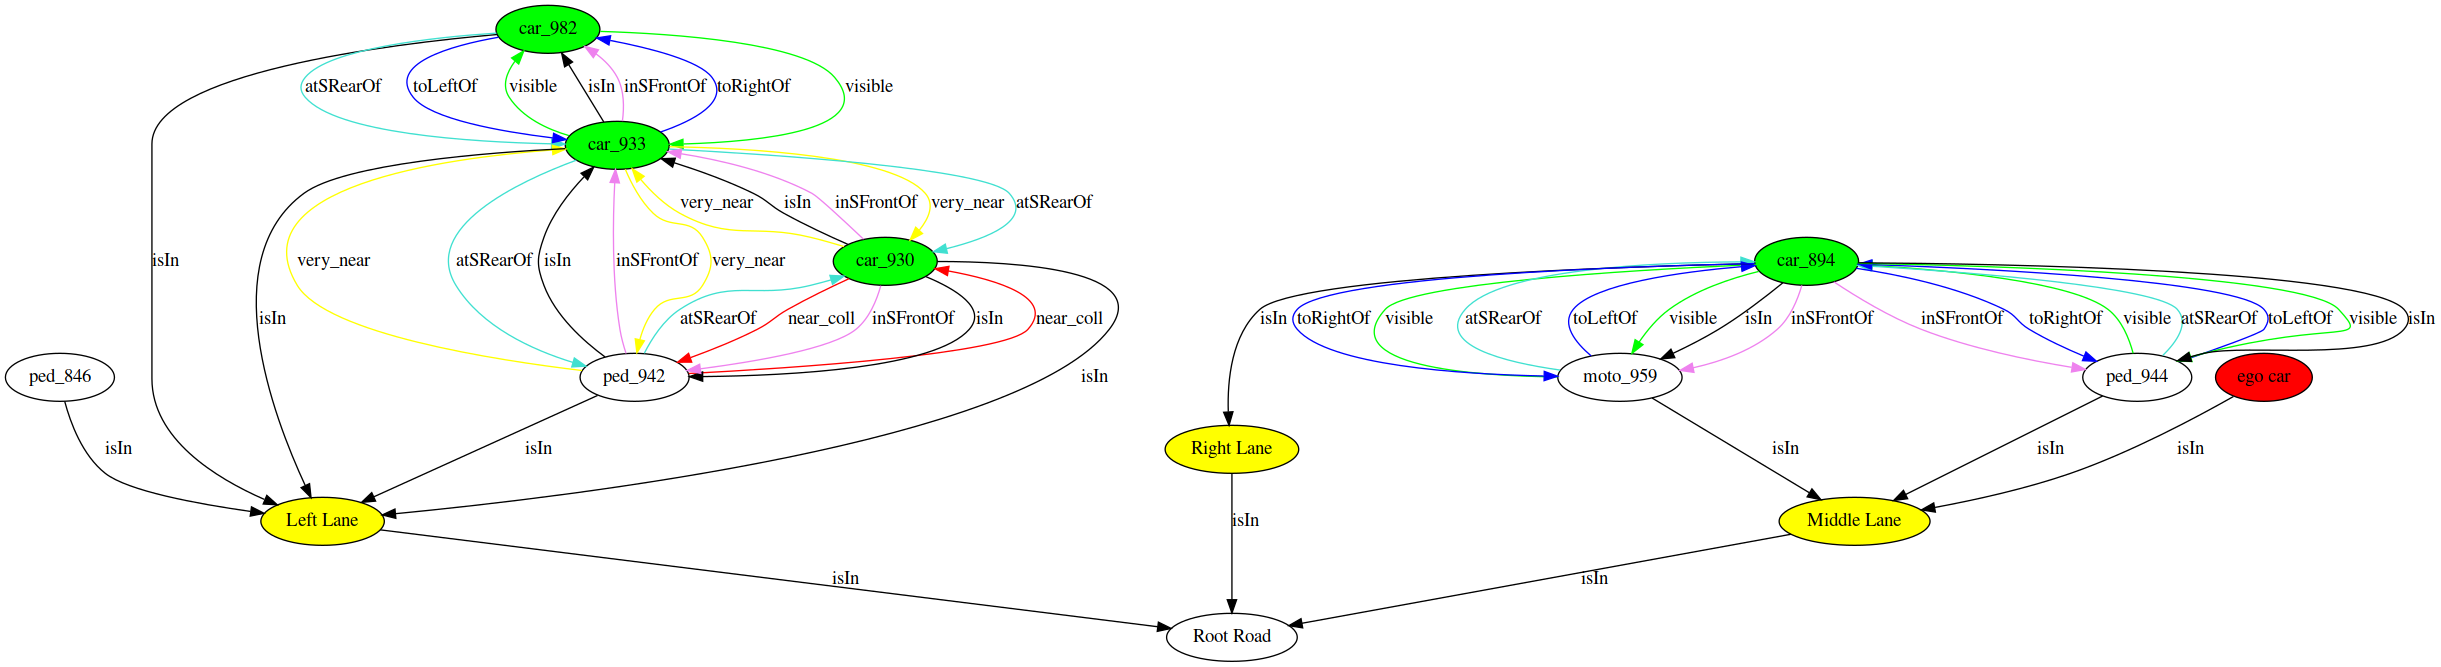 car_982
atSRearOf
toLeftOf
visible
isIn
inSFrontOf
toRightOf
visible
car_933
very_near
isIn
inSFrontOf
very_near
atSRearOf
isIn
very_near
atSRearOf
isIn
inSFrontOf
very_near
car_930
car_894
isIn
atSRearOf
near_coll
inSFrontOf
isIn
near_coll
isIn
toRightOf
visible
atSRearOf
toLeftOf
visible
isIn
inSFrontOf
inSFrontOf
toRightOf
visible
atSRearOf
toLeftOf
visible
isIn
ped_846
ped_942
isIn
moto_959
ped_944
ego car
isIn
isIn
Right Lane
isIn
isIn
isIn
Left Lane
isIn
Middle Lane
isIn
isIn
Root Road